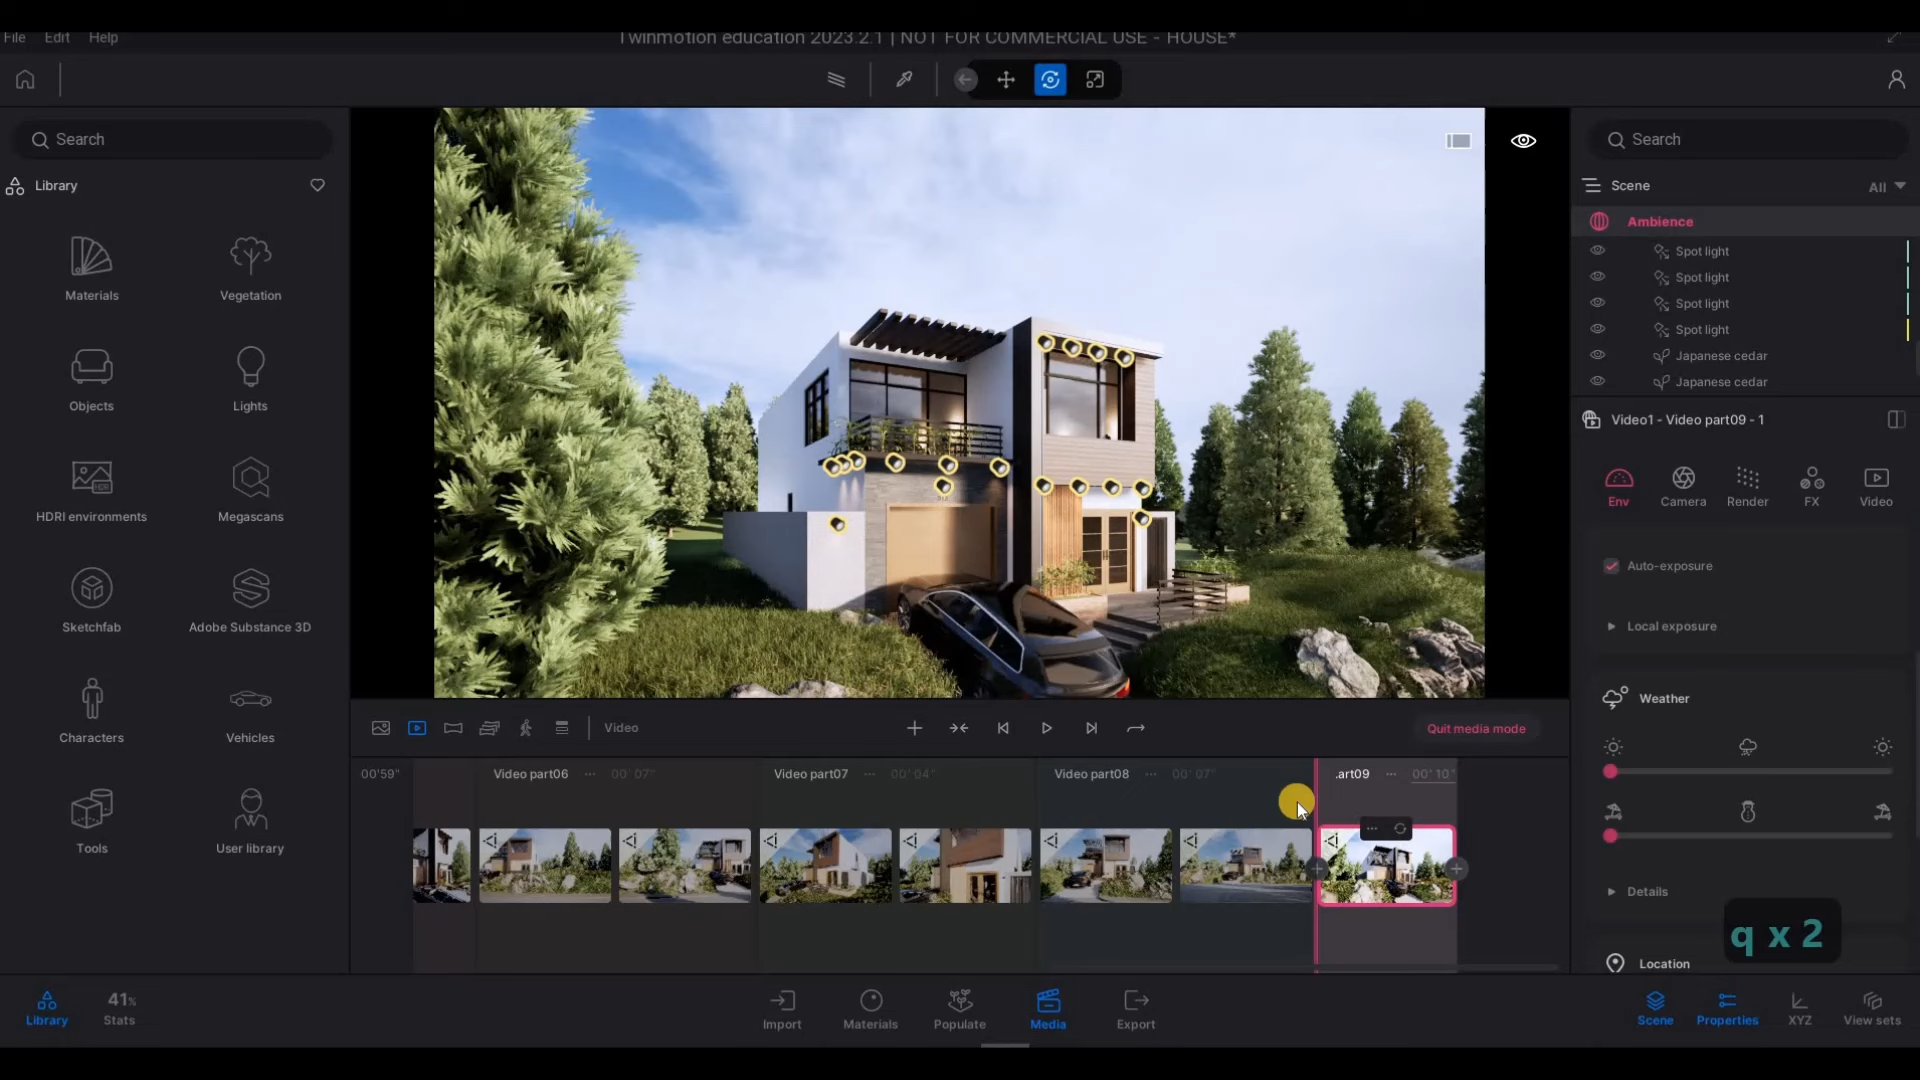 File Edit Help
Twinmotion education 2023.2.1 | NOT FOR COMMERCIAL USE - HOUSE*
Search
Library
Materials
Vegetation
Objects
Lights
HDRI environments
Megascans
Sketchfab
Adobe Substance 3D
Characters
Vehicles
Tools
User library
Search
Scene
All
Ambience
Spot light
Spot light
Spot light
Spot light
Japanese cedar
Japanese cedar
Video1 - Video part09 - 1
Env
Camera
Render
FX
Video
Auto-exposure
Local exposure
Weather
Details
q x 2
Location
Video
Quit media mode
00'59"
Video part06 ... 00' 07"
Video part07 ... 00' 04"
Video part08 ... 00' 07"
.art09 ... 00' 10"
Library
41%
Stats
Import
Materials
Populate
Media
Export
Scene
Properties
XYZ
View sets